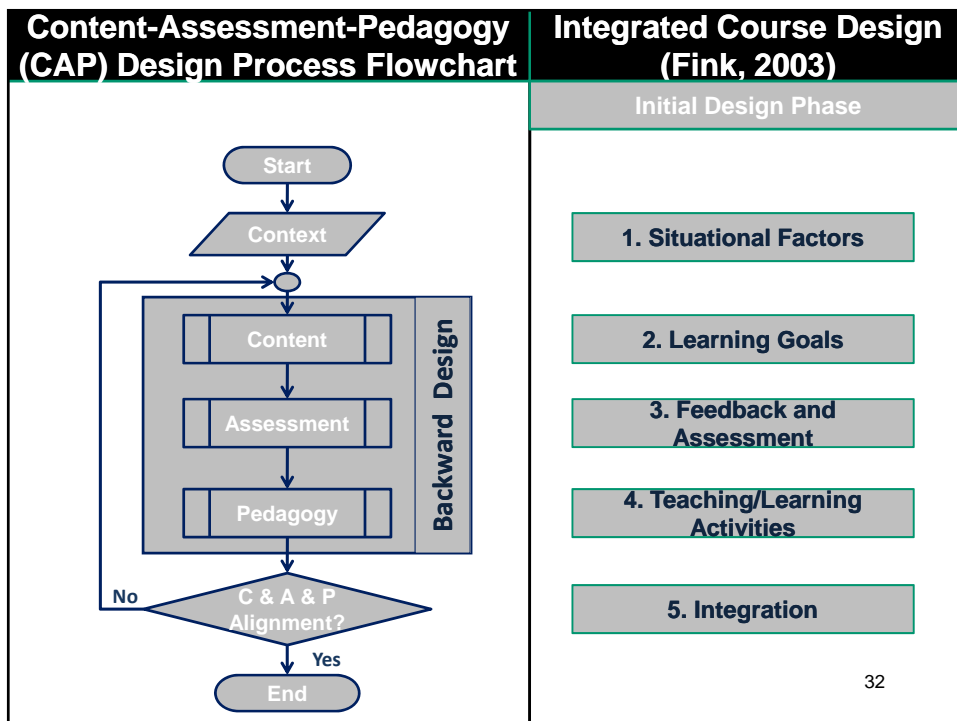 Content-Assessment-Pedagogy
(CAP) Design Process Flowchart
Integrated Course Design
(Fink, 2003)
Initial Design Phase
Start
Context
Content
Assessment
Pedagogy
Backward Design
C & A & P
Alignment?
No
Yes
End
1. Situational Factors
2. Learning Goals
3. Feedback and
Assessment
4. Teaching/Learning
Activities
5. Integration
32